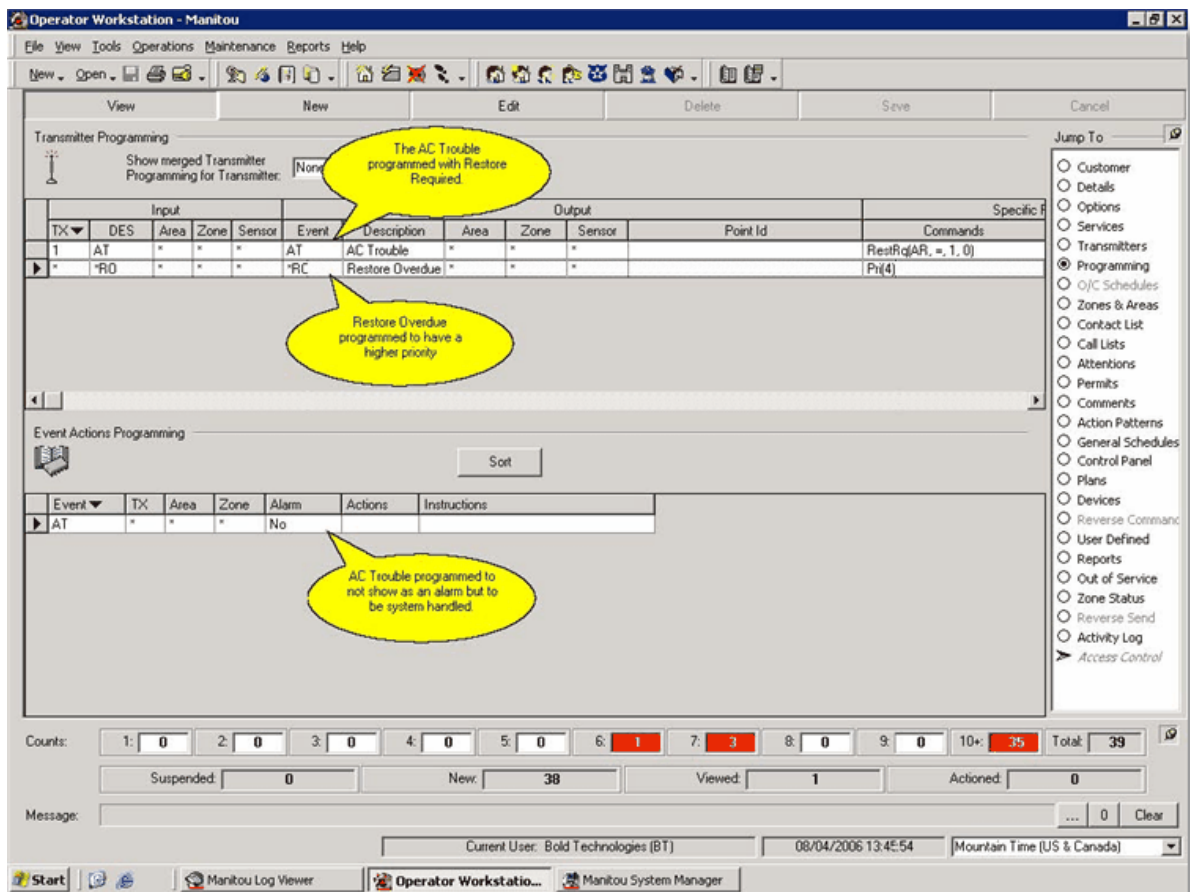 Operator Workstation - Manitou
File View Tools Operations Maintenance Reports Help
New Open
View New Edit Delete Save Cancel
Transmitter Programming
Show merged Transmitter
Programming for Transmitter:
None
The AC Trouble
programmed with Restore
Required.
Input Output Specific F
TX DES Area Zone Sensor Event Description Area Zone Sensor Point Id Commands
1 AT * * * AT AC Trouble * * * RestRq(AR, =, 1, 0)
* *RO * * * *RC Restore Overdue * * * Pri(4)
Restore Overdue
programmed to have a
higher priority
Event Actions Programming
Sort
Event TX Area Zone Alarm Actions Instructions
AT * * * No
AC Trouble programmed to
not show as an alarm but to
be system handled.
Jump To
Customer
Details
Options
Services
Transmitters
Programming
O/C Schedules
Zones & Areas
Contact List
Call Lists
Attentions
Permits
Comments
Action Patterns
General Schedules
Control Panel
Plans
Devices
Reverse Command
User Defined
Reports
Out of Service
Zone Status
Reverse Send
Activity Log
Access Control
Counts: 1: 0 2: 0 3: 0 4: 0 5: 0 6: 1 7: 3 8: 0 9: 0 10+: 35 Total: 39
Suspended: 0 New: 38 Viewed: 1 Actioned: 0
Message: ... 0 Clear
Current User: Bold Technologies (BT) 08/04/2006 13:45:54 Mountain Time (US & Canada)
Start Manitou Log Viewer Operator Workstatio... Manitou System Manager